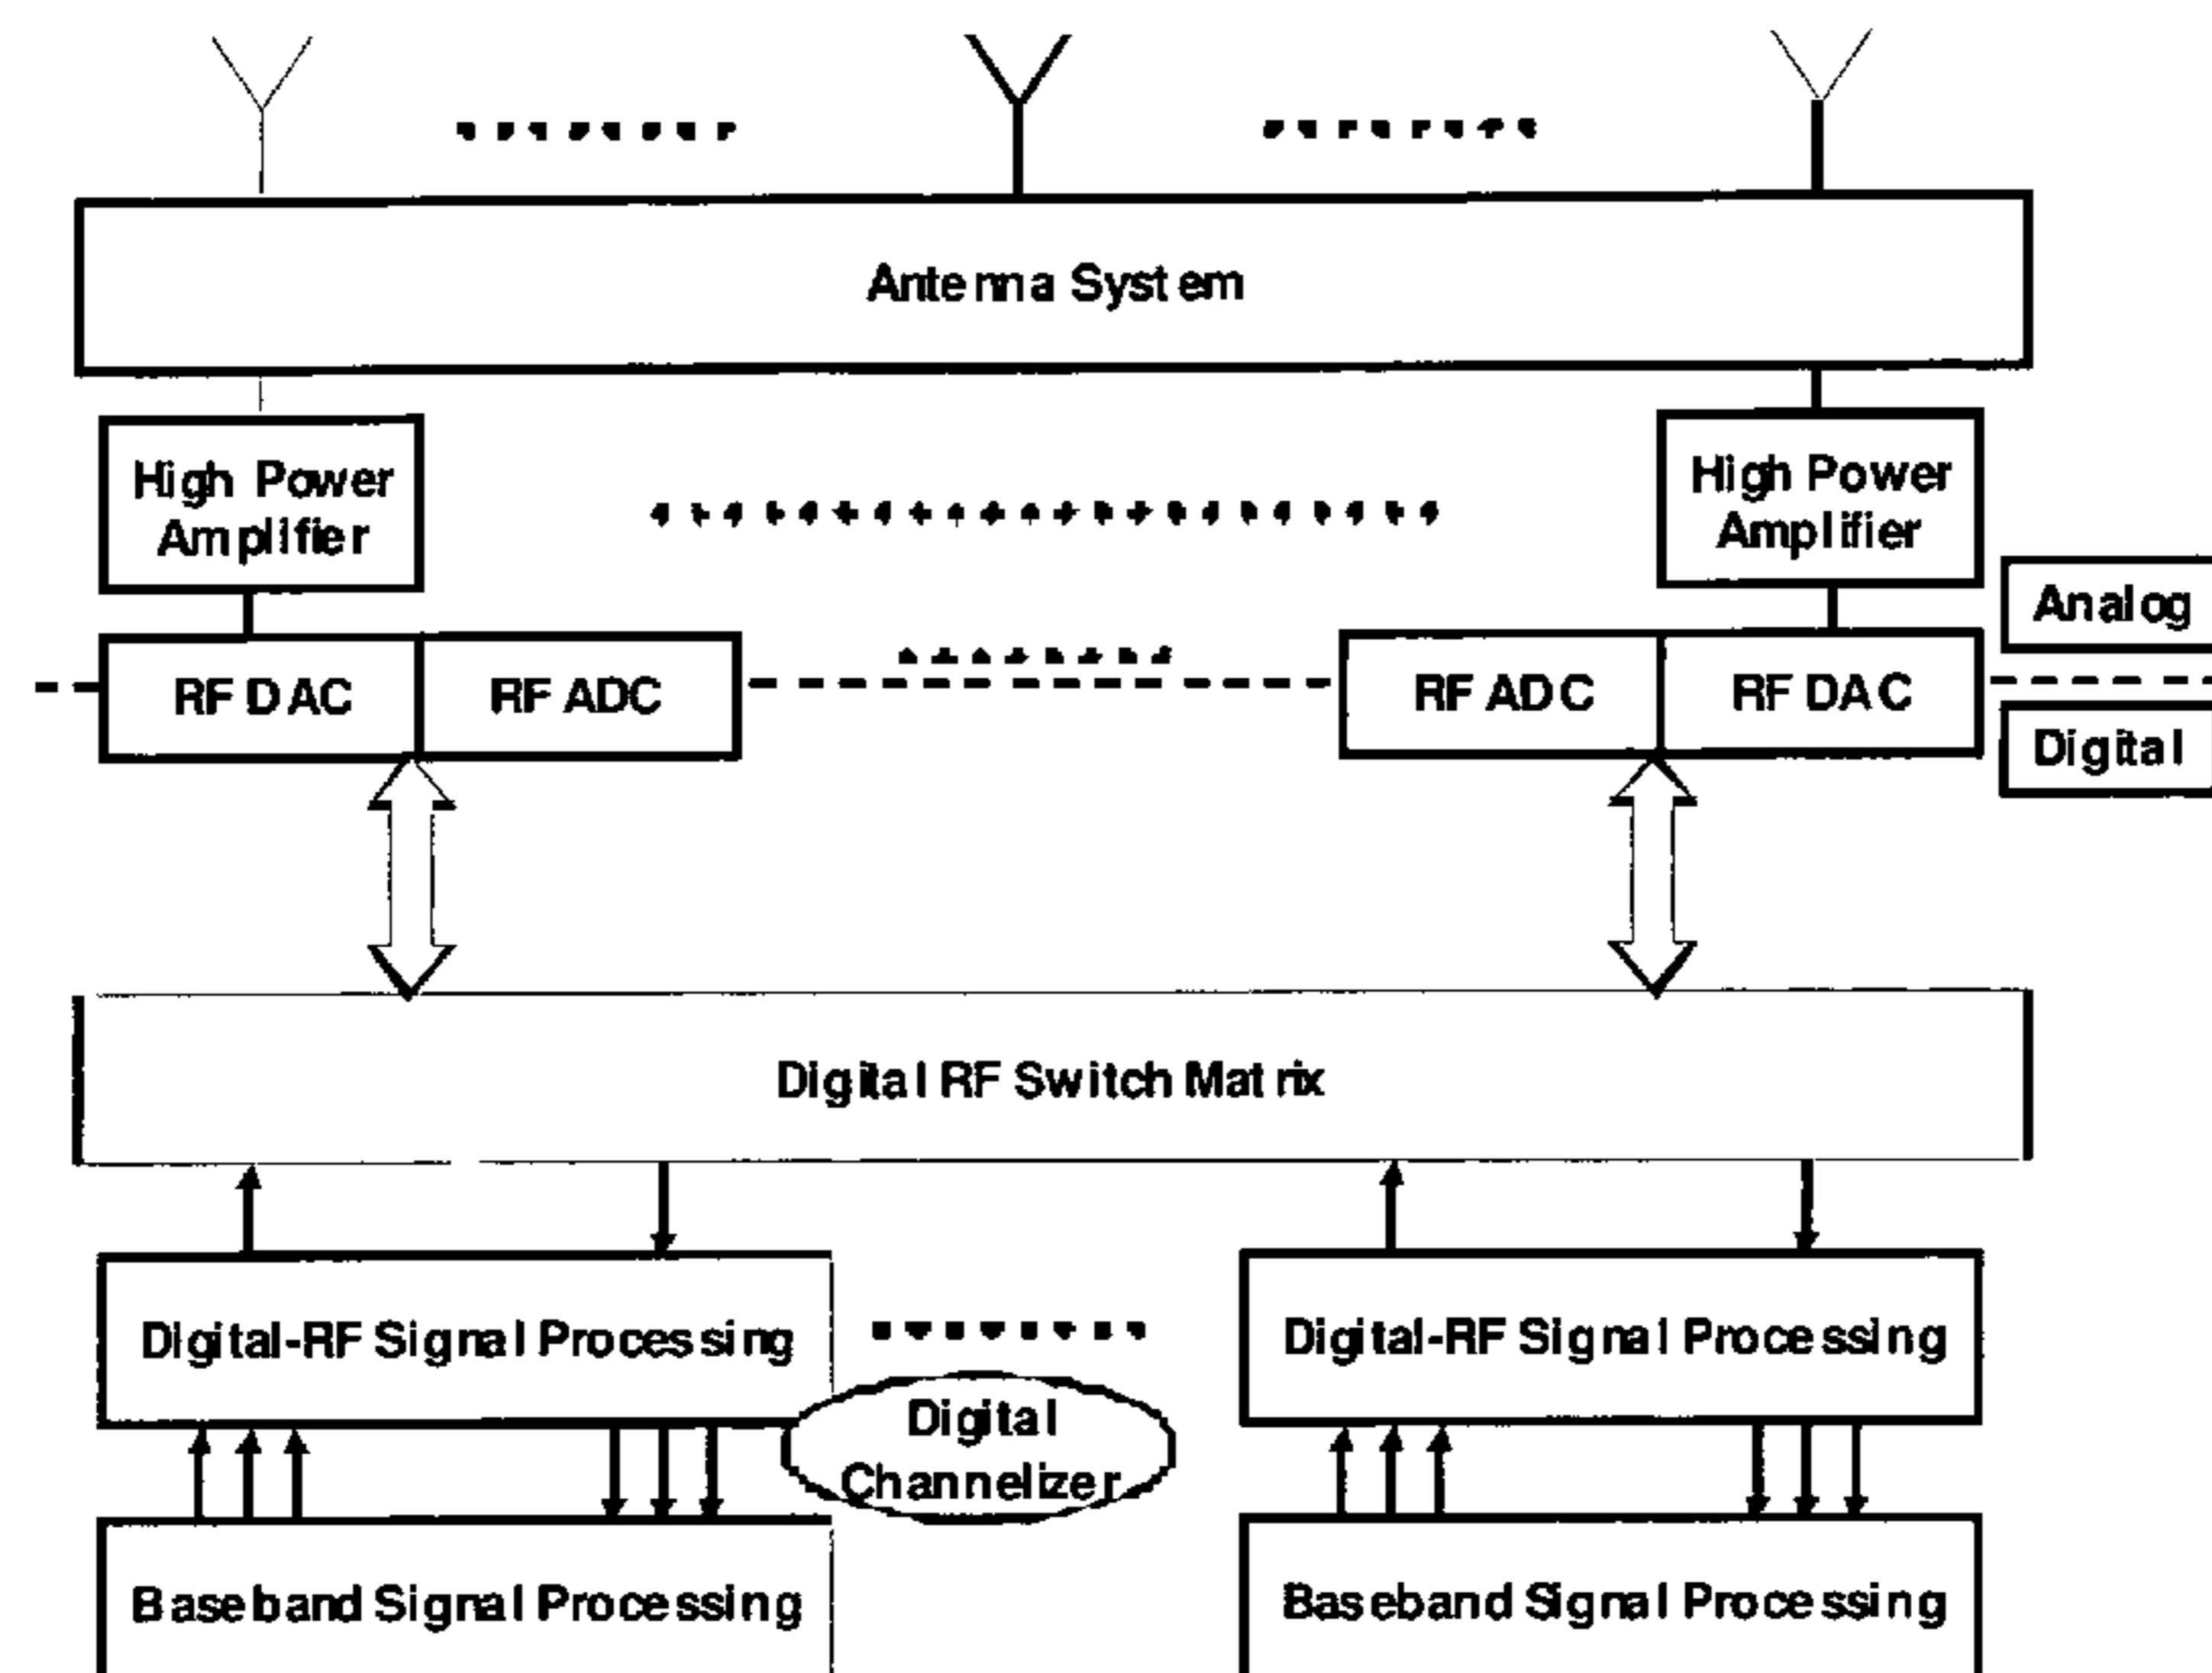 Antenna System
High Power
Amplifier
High Power
Amplifier
Analog
RF DAC
RF ADC
RF ADC
RF DAC
Digital
Digital RF Switch Matrix
Digital-RF Signal Processing
Digital-RF Signal Processing
Digital
Channelizer
Baseband Signal Processing
Baseband Signal Processing